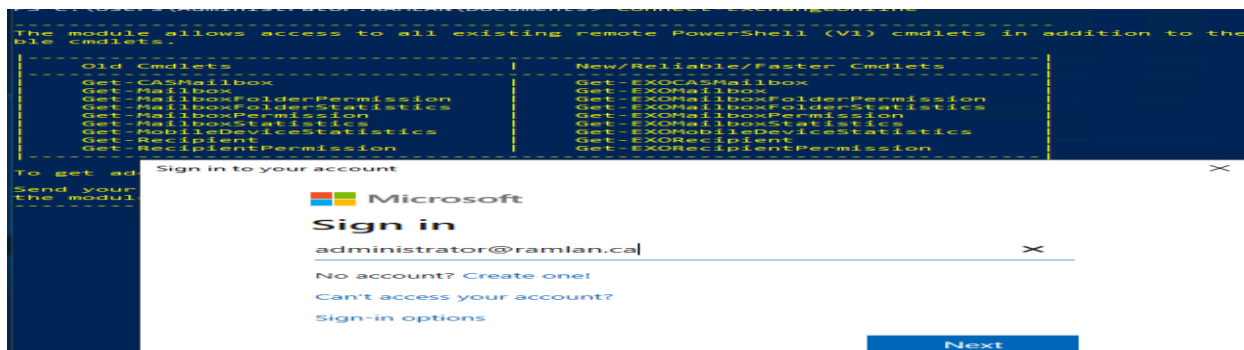 PS C:\Users\Administrator.RAMLAN\Documents> Connect-ExchangeOnline
The module allows access to all existing remote PowerShell (V1) cmdlets in addition to the
ble cmdlets.
Old Cmdlets | New/Reliable/Faster Cmdlets
Get-CASMailbox | Get-EXOCASMailbox
Get-Mailbox | Get-EXOMailbox
Get-MailboxFolderPermission | Get-EXOMailboxFolderPermission
Get-MailboxFolderStatistics | Get-EXOMailboxFolderStatistics
Get-MailboxPermission | Get-EXOMailboxPermission
Get-MailboxStatistics | Get-EXOMailboxStatistics
Get-MobileDeviceStatistics | Get-EXOMobileDeviceStatistics
Get-Recipient | Get-EXORecipient
Get-RecipientPermission | Get-EXORecipientPermission
To get ad
Send your
the modul
Sign in to your account
Microsoft
Sign in
administrator@ramlan.ca
No account? Create one!
Can't access your account?
Sign-in options
Next